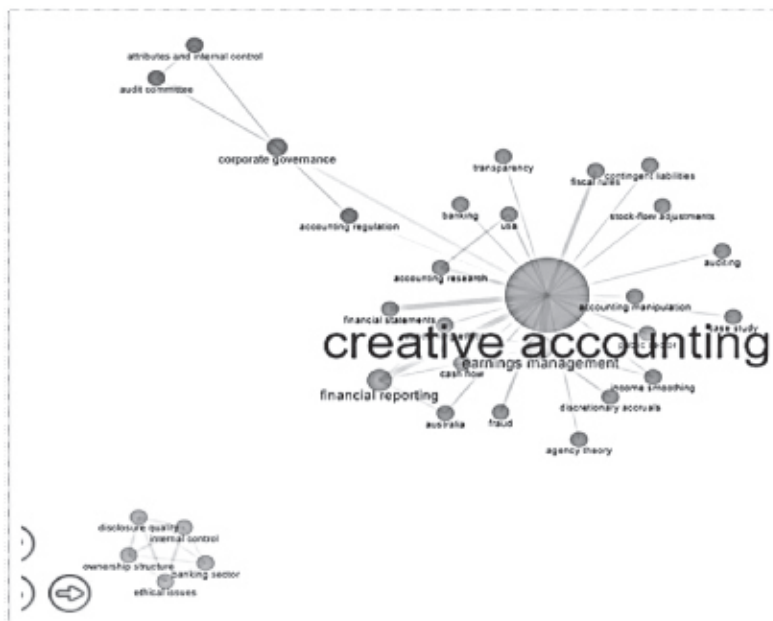 attributes and internal control
audit committee
corporate governance
transparency
contingent liabilities
fiscal rules
banking
usa
stock-flow adjustments
accounting regulation
auditing
accounting research
accounting manipulation
financial statements
case study
creative accounting
earnings management
cash flow
income smoothing
financial reporting
discretionary accruals
australia
fraud
agency theory
disclosure quality
internal control
ownership structure
banking sector
ethical issues